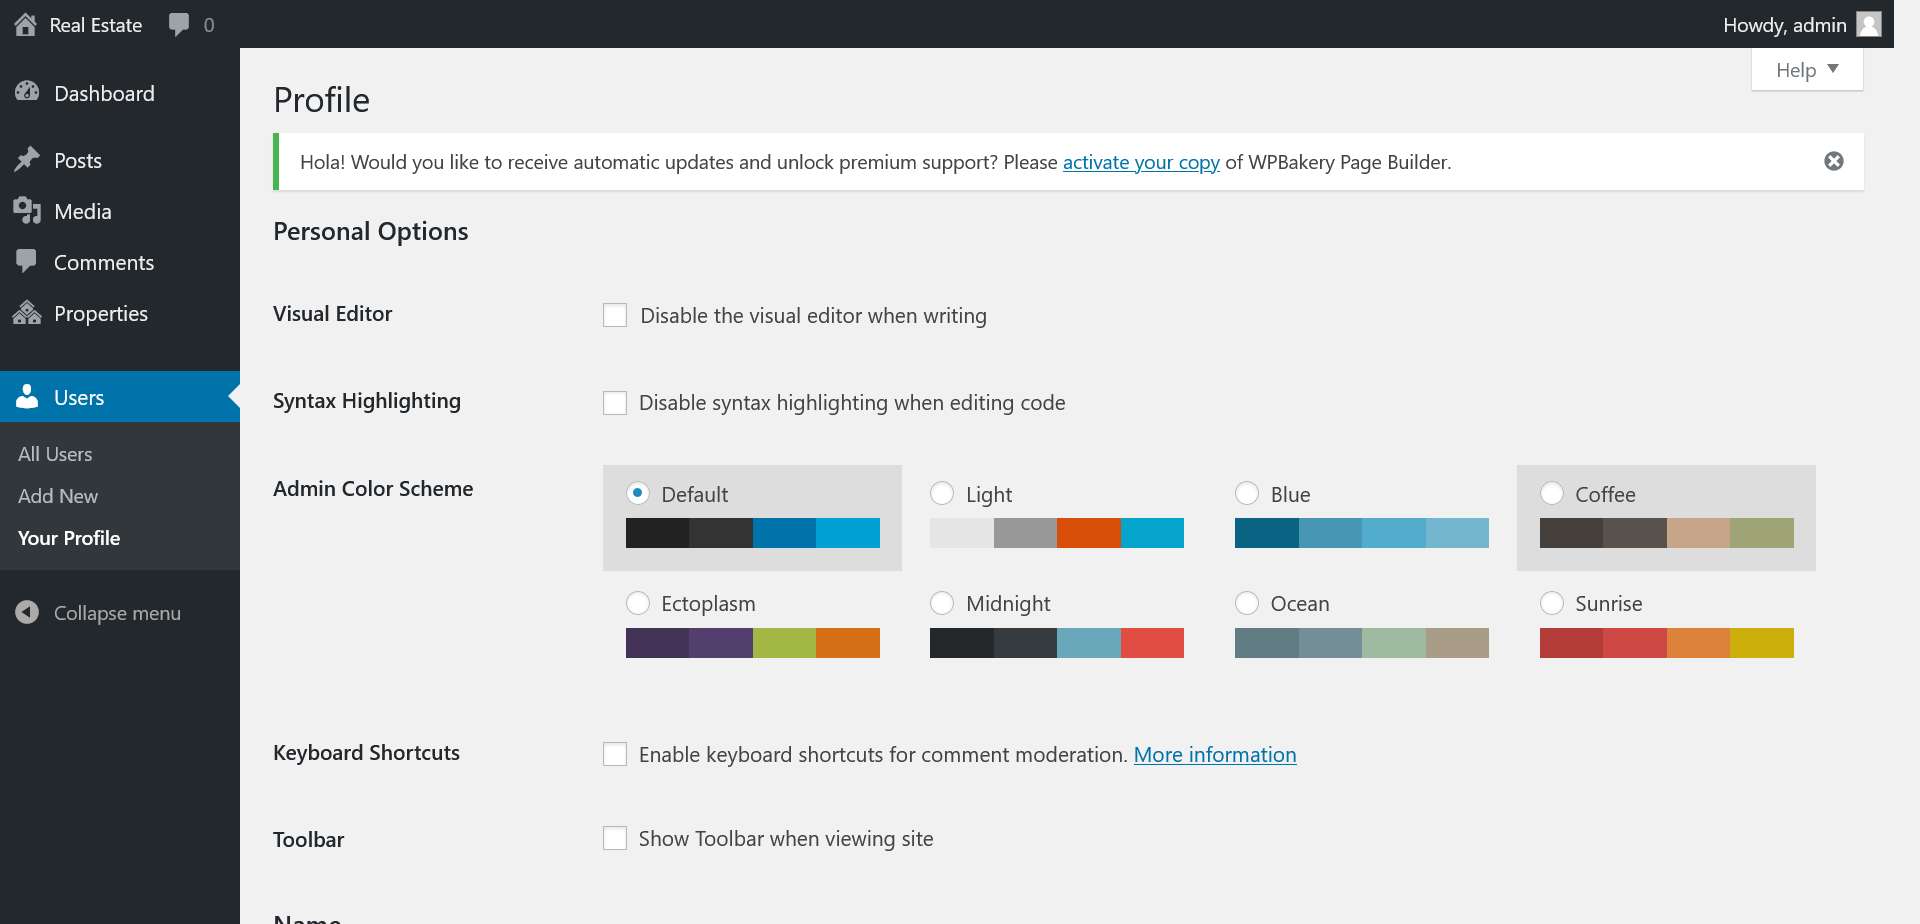 Real Estate
0
Howdy, admin
Help
Dashboard
Posts
Media
Comments
Properties
Users
All Users
Add New
Your Profile
Collapse menu
Profile
Hola! Would you like to receive automatic updates and unlock premium support? Please activate your copy of WPBakery Page Builder.
Personal Options
Visual Editor
Disable the visual editor when writing
Syntax Highlighting
Disable syntax highlighting when editing code
Admin Color Scheme
Default
Light
Blue
Coffee
Ectoplasm
Midnight
Ocean
Sunrise
Keyboard Shortcuts
Enable keyboard shortcuts for comment moderation. More information
Toolbar
Show Toolbar when viewing site
Name